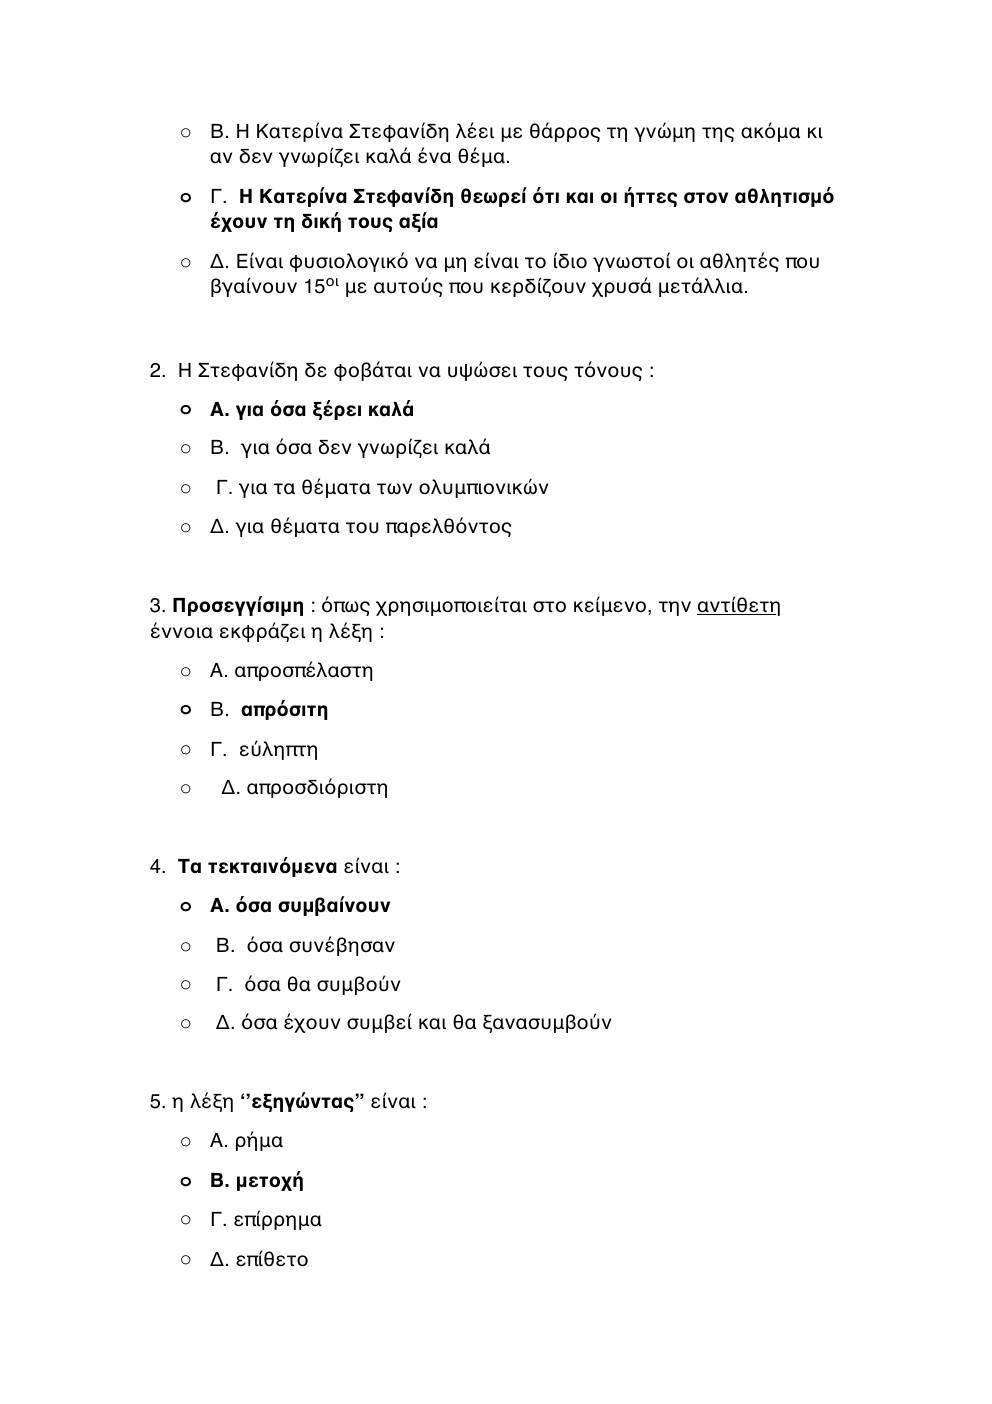 ○ Β. Η Κατερίνα Στεφανίδη λέει με θάρρος τη γνώμη της ακόμα κι
αν δεν γνωρίζει καλά ένα θέμα.
○ Γ. Η Κατερίνα Στεφανίδη θεωρεί ότι και οι ήττες στον αθλητισμό
έχουν τη δική τους αξία
○ Δ. Είναι φυσιολογικό να μη είναι το ίδιο γνωστοί οι αθλητές που
βγαίνουν 15οι με αυτούς που κερδίζουν χρυσά μετάλλια.
2. Η Στεφανίδη δε φοβάται να υψώσει τους τόνους :
○ Α. για όσα ξέρει καλά
○ Β. για όσα δεν γνωρίζει καλά
○ Γ. για τα θέματα των ολυμπιονικών
○ Δ. για θέματα του παρελθόντος
3. Προσεγγίσιμη : όπως χρησιμοποιείται στο κείμενο, την αντίθετη
έννοια εκφράζει η λέξη :
○ Α. απροσπέλαστη
○ Β. απρόσιτη
○ Γ. εύληπτη
○ Δ. απροσδιόριστη
4. Τα τεκταινόμενα είναι :
○ Α. όσα συμβαίνουν
○ Β. όσα συνέβησαν
○ Γ. όσα θα συμβούν
○ Δ. όσα έχουν συμβεί και θα ξανασυμβούν
5. η λέξη ‘’εξηγώντας’’ είναι :
○ Α. ρήμα
○ Β. μετοχή
○ Γ. επίρρημα
○ Δ. επίθετο